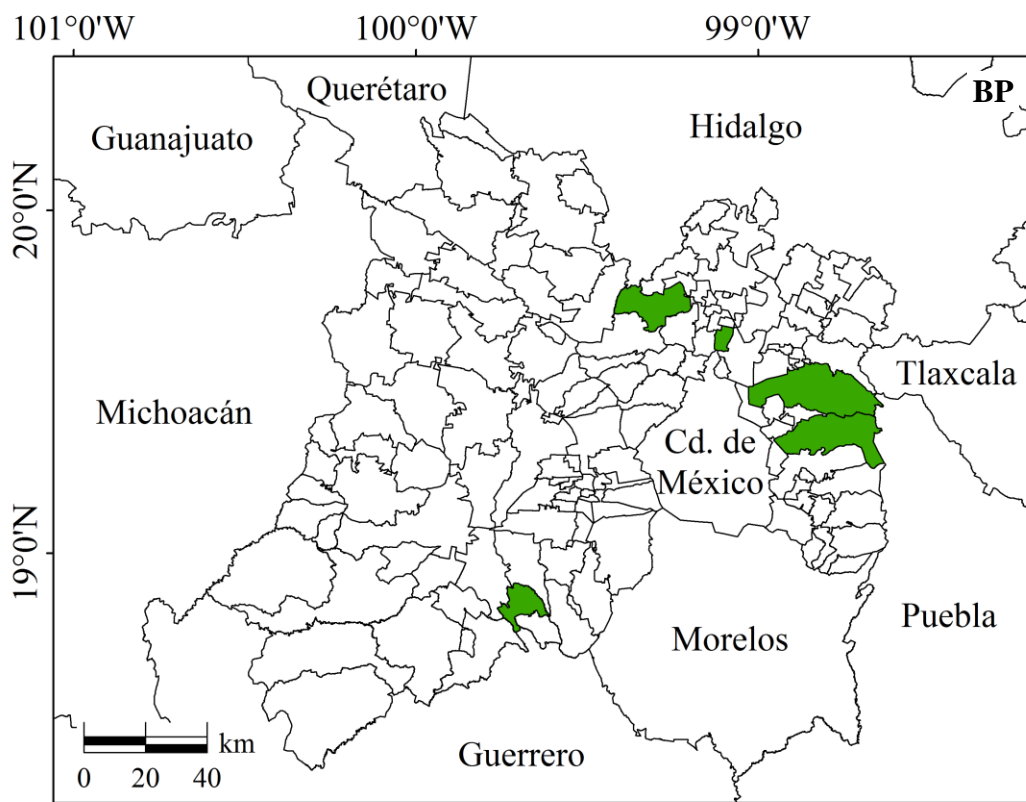 101°0'W 100°0'W 99°0'W
Querétaro
BP
Guanajuato
Hidalgo
20°0'N
Tlaxcala
Michoacán
Cd. de
México
19°0'N
Puebla
Morelos
km
Guerrero
0 20 40